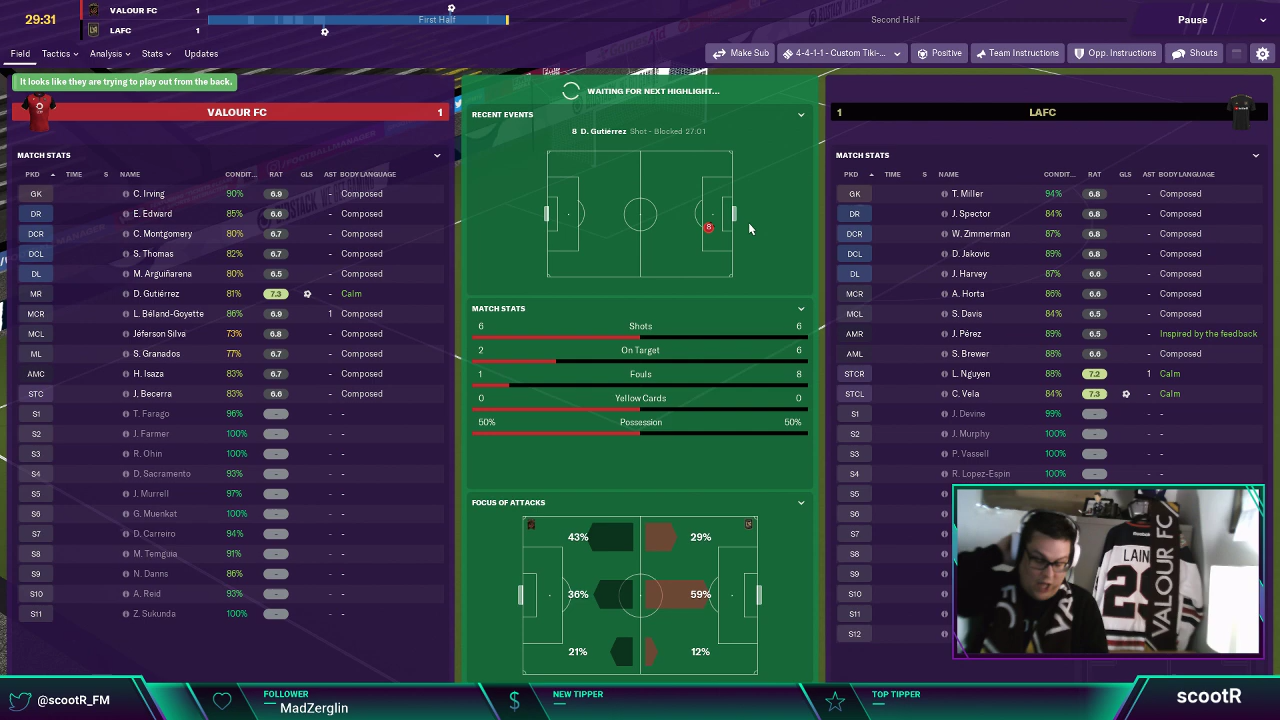 29:31
VALOUR FC 1
LAFC 1
First Half
Second Half
Pause
Field Tactics Analysis Stats Updates
Make Sub
4-4-1-1 - Custom Tiki-...
Positive
Team Instructions
Opp. Instructions
Shouts
It looks like they are trying to play out from the back.
VALOUR FC 1
MATCH STATS
PKD TIME S NAME CONDIT... RAT GLS AST BODY LANGUAGE
GK C. Irving 90% 6.9 - Composed
DR E. Edward 85% 6.6 - Composed
DCR C. Montgomery 80% 6.7 - Composed
DCL S. Thomas 82% 6.7 - Composed
DL M. Arguiñarena 80% 6.5 - Composed
MR D. Gutiérrez 81% 7.3 - Calm
MCR L. Béland-Goyette 86% 6.9 1 Composed
MCL Jéferson Silva 73% 6.8 - Composed
ML S. Granados 77% 6.7 - Composed
AMC H. Isaza 83% 6.7 - Composed
STC J. Becerra 83% 6.6 - Composed
S1 T. Farago 96% - - -
S2 J. Farmer 100% - - -
S3 R. Ohin 100% - - -
S4 D. Sacramento 93% - - -
S5 J. Murrell 97% - - -
S6 G. Muenkat 100% - - -
S7 D. Carreiro 94% - - -
S8 M. Temguia 91% - - -
S9 N. Danns 86% - - -
S10 A. Reid 93% - - -
S11 Z. Sukunda 100% - - -
WAITING FOR NEXT HIGHLIGHT...
RECENT EVENTS
8 D. Gutiérrez Shot - Blocked 27:01
8
MATCH STATS
6 Shots 6
2 On Target 6
1 Fouls 8
0 Yellow Cards 0
50% Possession 50%
FOCUS OF ATTACKS
43% 29%
36% 59%
21% 12%
1 LAFC
MATCH STATS
PKD TIME S NAME CONDIT... RAT GLS AST BODY LANGUAGE
GK T. Miller 94% 6.8 - Composed
DR J. Spector 84% 6.8 - Composed
DCR W. Zimmerman 87% 6.8 - Composed
DCL D. Jakovic 89% 6.8 - Composed
DL J. Harvey 87% 6.6 - Composed
MCR A. Horta 86% 6.6 - Composed
MCL S. Davis 84% 6.5 - Composed
AMR J. Pérez 89% 6.5 - Inspired by the feedback
AML S. Brewer 88% 6.6 - Composed
STCR L. Nguyen 88% 7.2 1 Calm
STCL C. Vela 84% 7.3 - Calm
S1 J. Devine 99% - - -
S2 J. Murphy 100% - - -
S3 P. Vassell 100% - - -
S4 R. Lopez-Espin 100% - - -
S5
S6
S7
S8
S9
S10
S11
S12
LAIN
VALOUR FC
@scootR_FM
FOLLOWER
MadZerglin
NEW TIPPER
TOP TIPPER
scootR